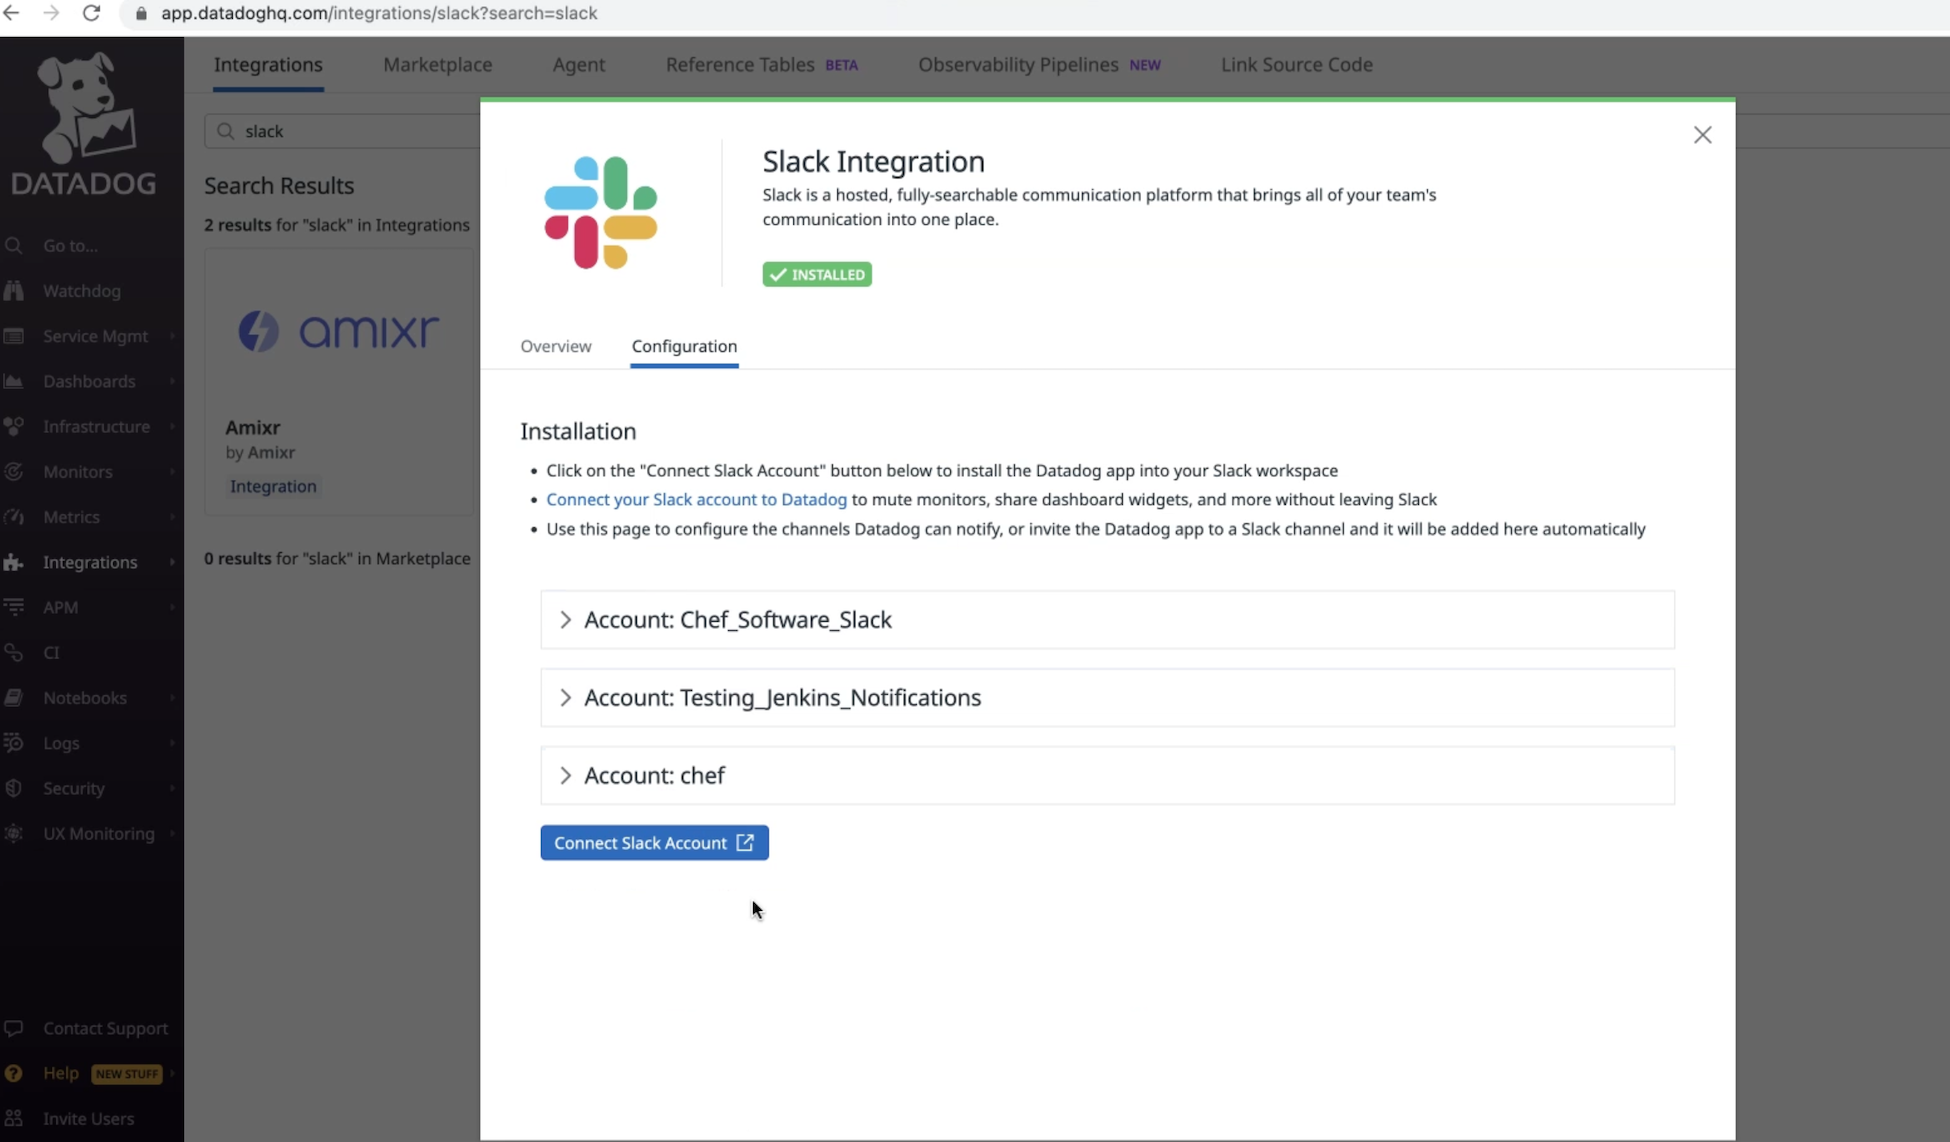 app.datadoghq.com/integrations/slack?search=slack
DATADOG
Go to...
Watchdog
Service Mgmt
Dashboards
Infrastructure
Monitors
Metrics
Integrations
APM
CI
Notebooks
Logs
Security
UX Monitoring
Contact Support
Help NEW STUFF
Invite Users
Integrations Marketplace Agent Reference Tables BETA Observability Pipelines NEW Link Source Code
slack
Search Results
2 results for "slack" in Integrations
amixr
Amixr
by Amixr
Integration
0 results for "slack" in Marketplace
Slack Integration
Slack is a hosted, fully-searchable communication platform that brings all of your team's
communication into one place.
INSTALLED
Overview Configuration
Installation
• Click on the "Connect Slack Account" button below to install the Datadog app into your Slack workspace
• Connect your Slack account to Datadog to mute monitors, share dashboard widgets, and more without leaving Slack
• Use this page to configure the channels Datadog can notify, or invite the Datadog app to a Slack channel and it will be added here automatically
Account: Chef_Software_Slack
Account: Testing_Jenkins_Notifications
Account: chef
Connect Slack Account